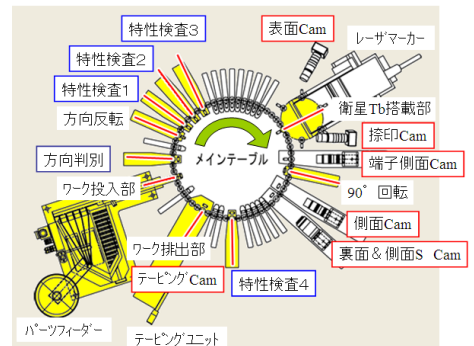 特性検査3
表面Cam
レーザマーカー
特性検査2
特性検査1
方向反転
衛星Tb搭載部
捺印Cam
メインテーブル
方向判別
端子側面Cam
ワーク投入部
90°回転
側面Cam
ワーク排出部
裏面＆側面S Cam
テーピングCam
特性検査4
パーツフィーダー
テーピングユニット